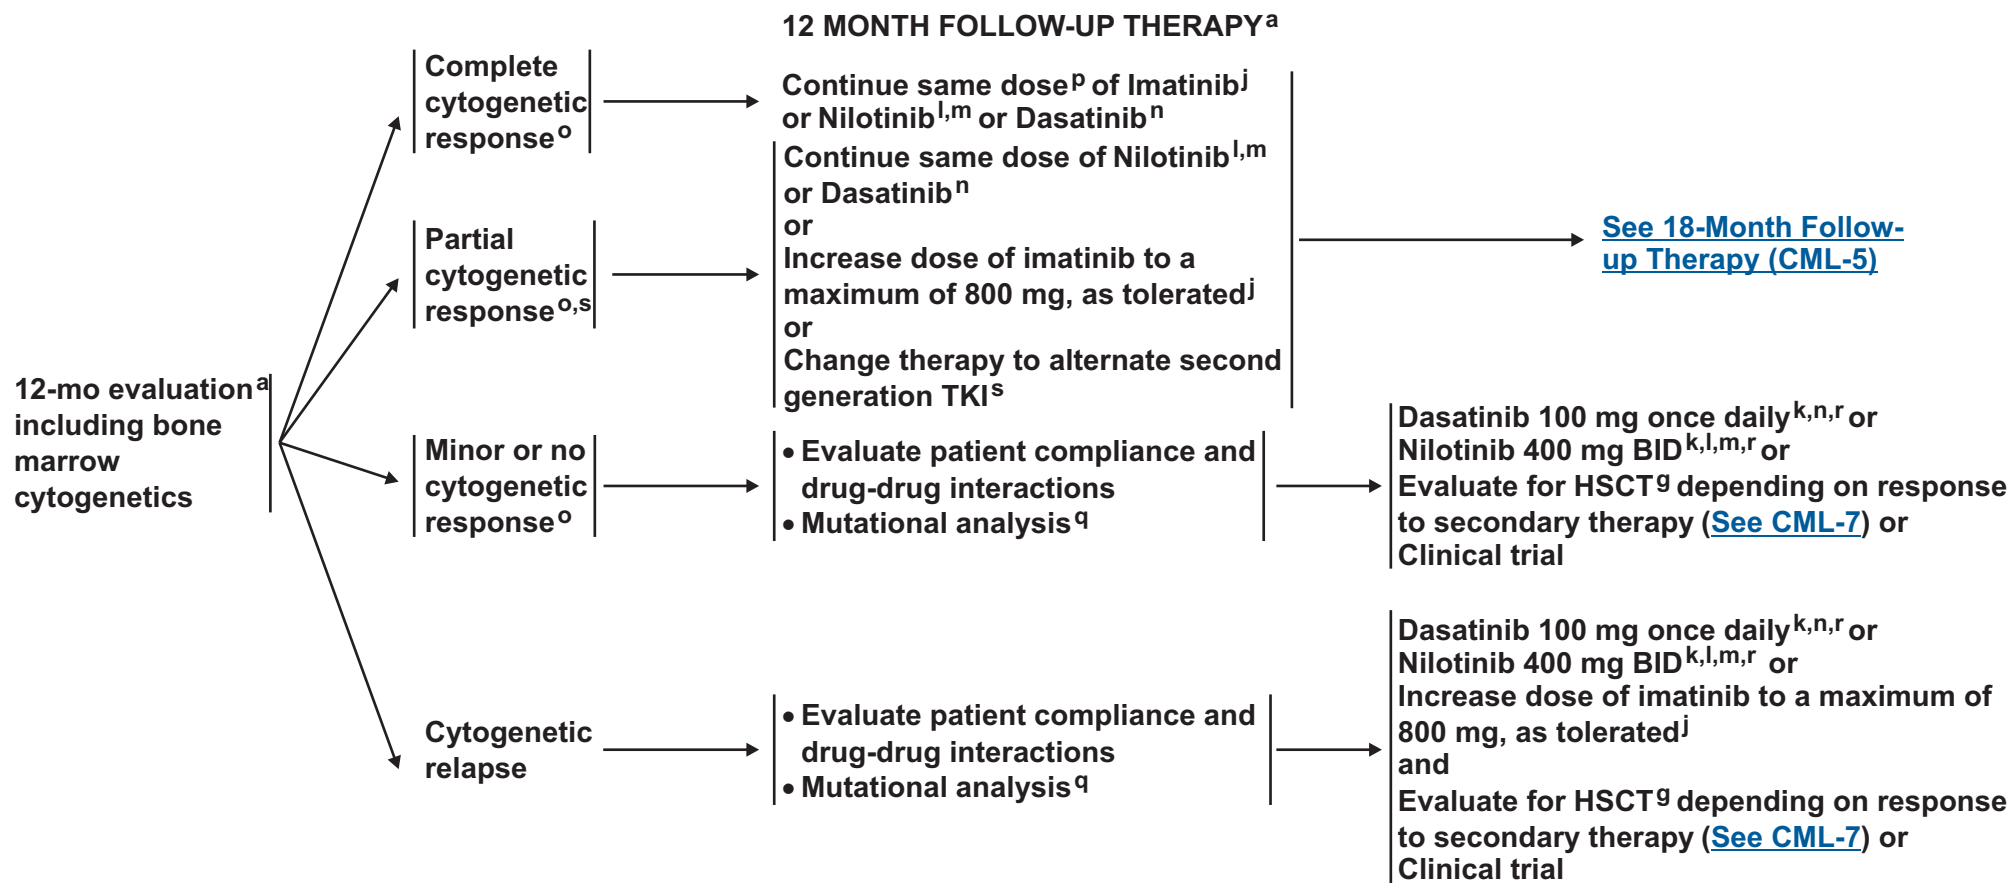 12 MONTH FOLLOW-UP THERAPYa
Complete
cytogenetic
responseo
Continue same dosep of Imatinibj
or Nilotinibl,m or Dasatinibn
Partial
cytogenetic
responseo,s
Continue same dose of Nilotinibl,m
or Dasatinibn
or
Increase dose of imatinib to a
maximum of 800 mg, as toleratedj
or
Change therapy to alternate second
generation TKIs
See 18-Month Follow-
up Therapy (CML-5)
12-mo evaluationa
including bone
marrow
cytogenetics
Minor or no
cytogenetic
responseo
• Evaluate patient compliance and
drug-drug interactions
• Mutational analysisq
Dasatinib 100 mg once dailyk,n,r or
Nilotinib 400 mg BIDk,l,m,r or
Evaluate for HSCTg depending on response
to secondary therapy (See CML-7) or
Clinical trial
Cytogenetic
relapse
• Evaluate patient compliance and
drug-drug interactions
• Mutational analysisq
Dasatinib 100 mg once dailyk,n,r or
Nilotinib 400 mg BIDk,l,m,r or
Increase dose of imatinib to a maximum of
800 mg, as toleratedj
and
Evaluate for HSCTg depending on response
to secondary therapy (See CML-7) or
Clinical trial